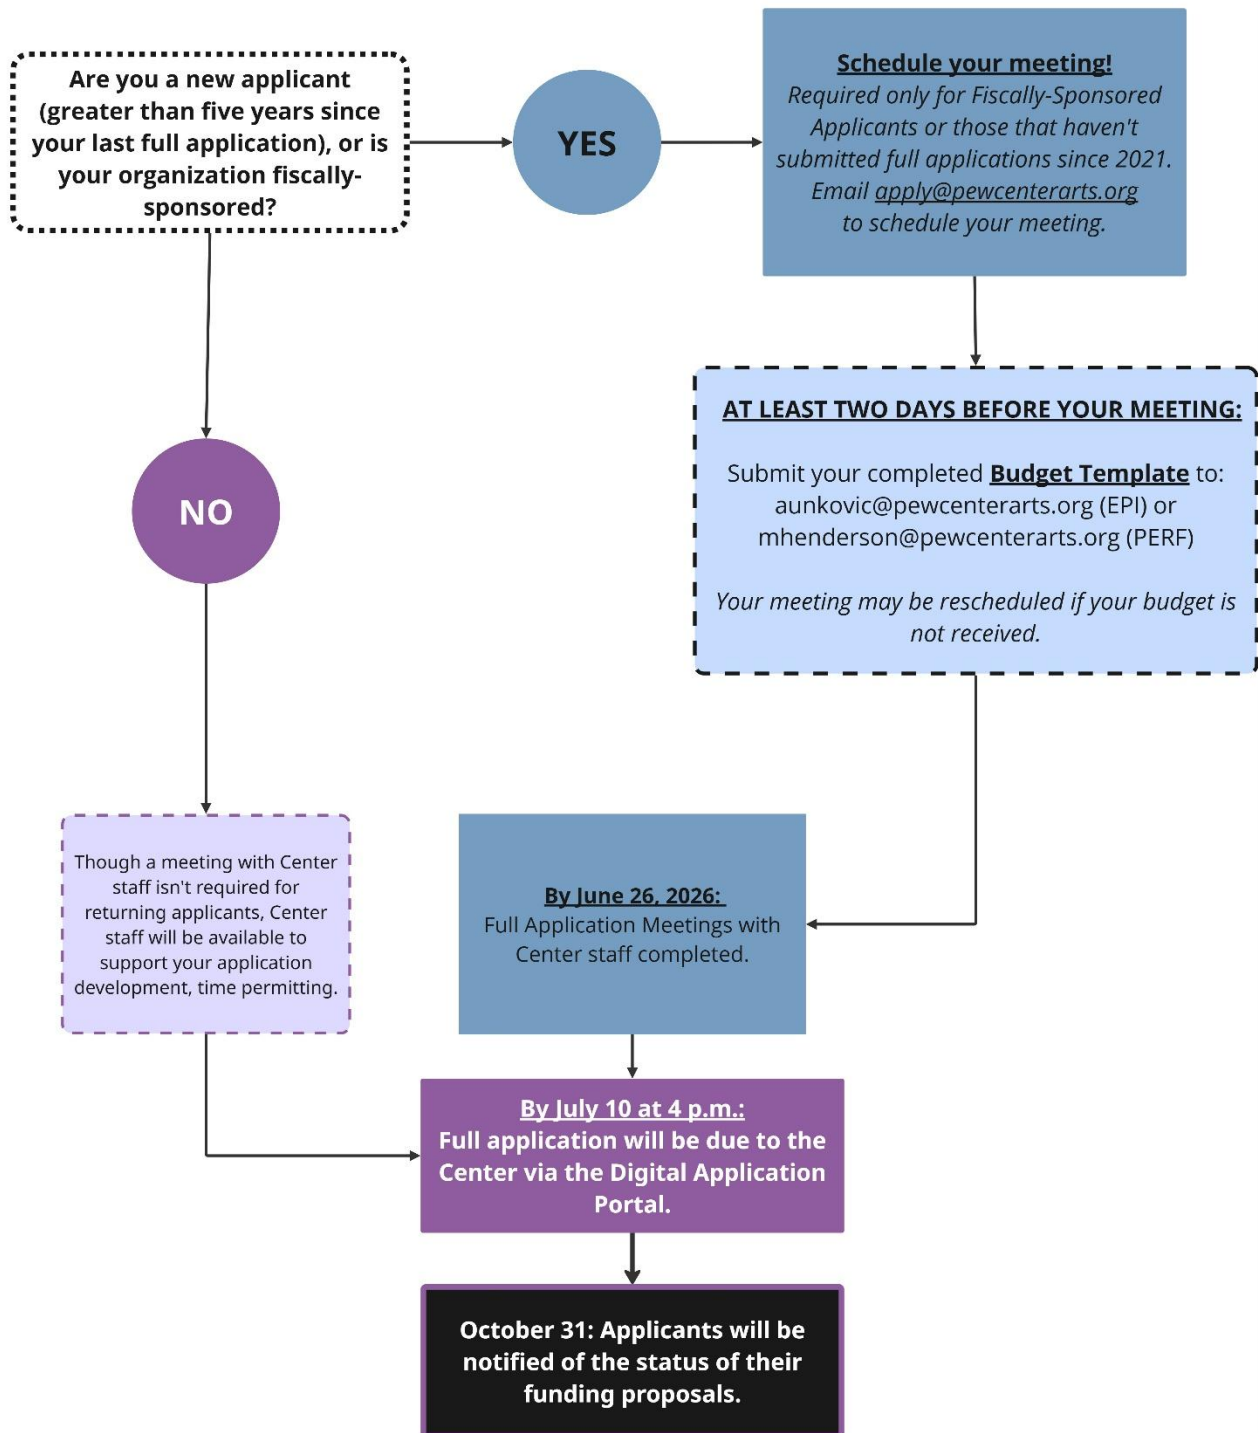 Are you a new applicant
(greater than five years since
your last full application), or is
your organization fiscally-
sponsored?
YES
Schedule your meeting!
Required only for Fiscally-Sponsored
Applicants or those that haven't
submitted full applications since 2021.
Email apply@pewcenterarts.org
to schedule your meeting.
AT LEAST TWO DAYS BEFORE YOUR MEETING:
Submit your completed Budget Template to:
aunkovic@pewcenterarts.org (EPI) or
mhenderson@pewcenterarts.org (PERF)
Your meeting may be rescheduled if your budget is
not received.
NO
Though a meeting with Center
staff isn't required for
returning applicants, Center
staff will be available to
support your application
development, time permitting.
By June 26, 2026:
Full Application Meetings with
Center staff completed.
By July 10 at 4 p.m.:
Full application will be due to the
Center via the Digital Application
Portal.
October 31: Applicants will be
notified of the status of their
funding proposals.